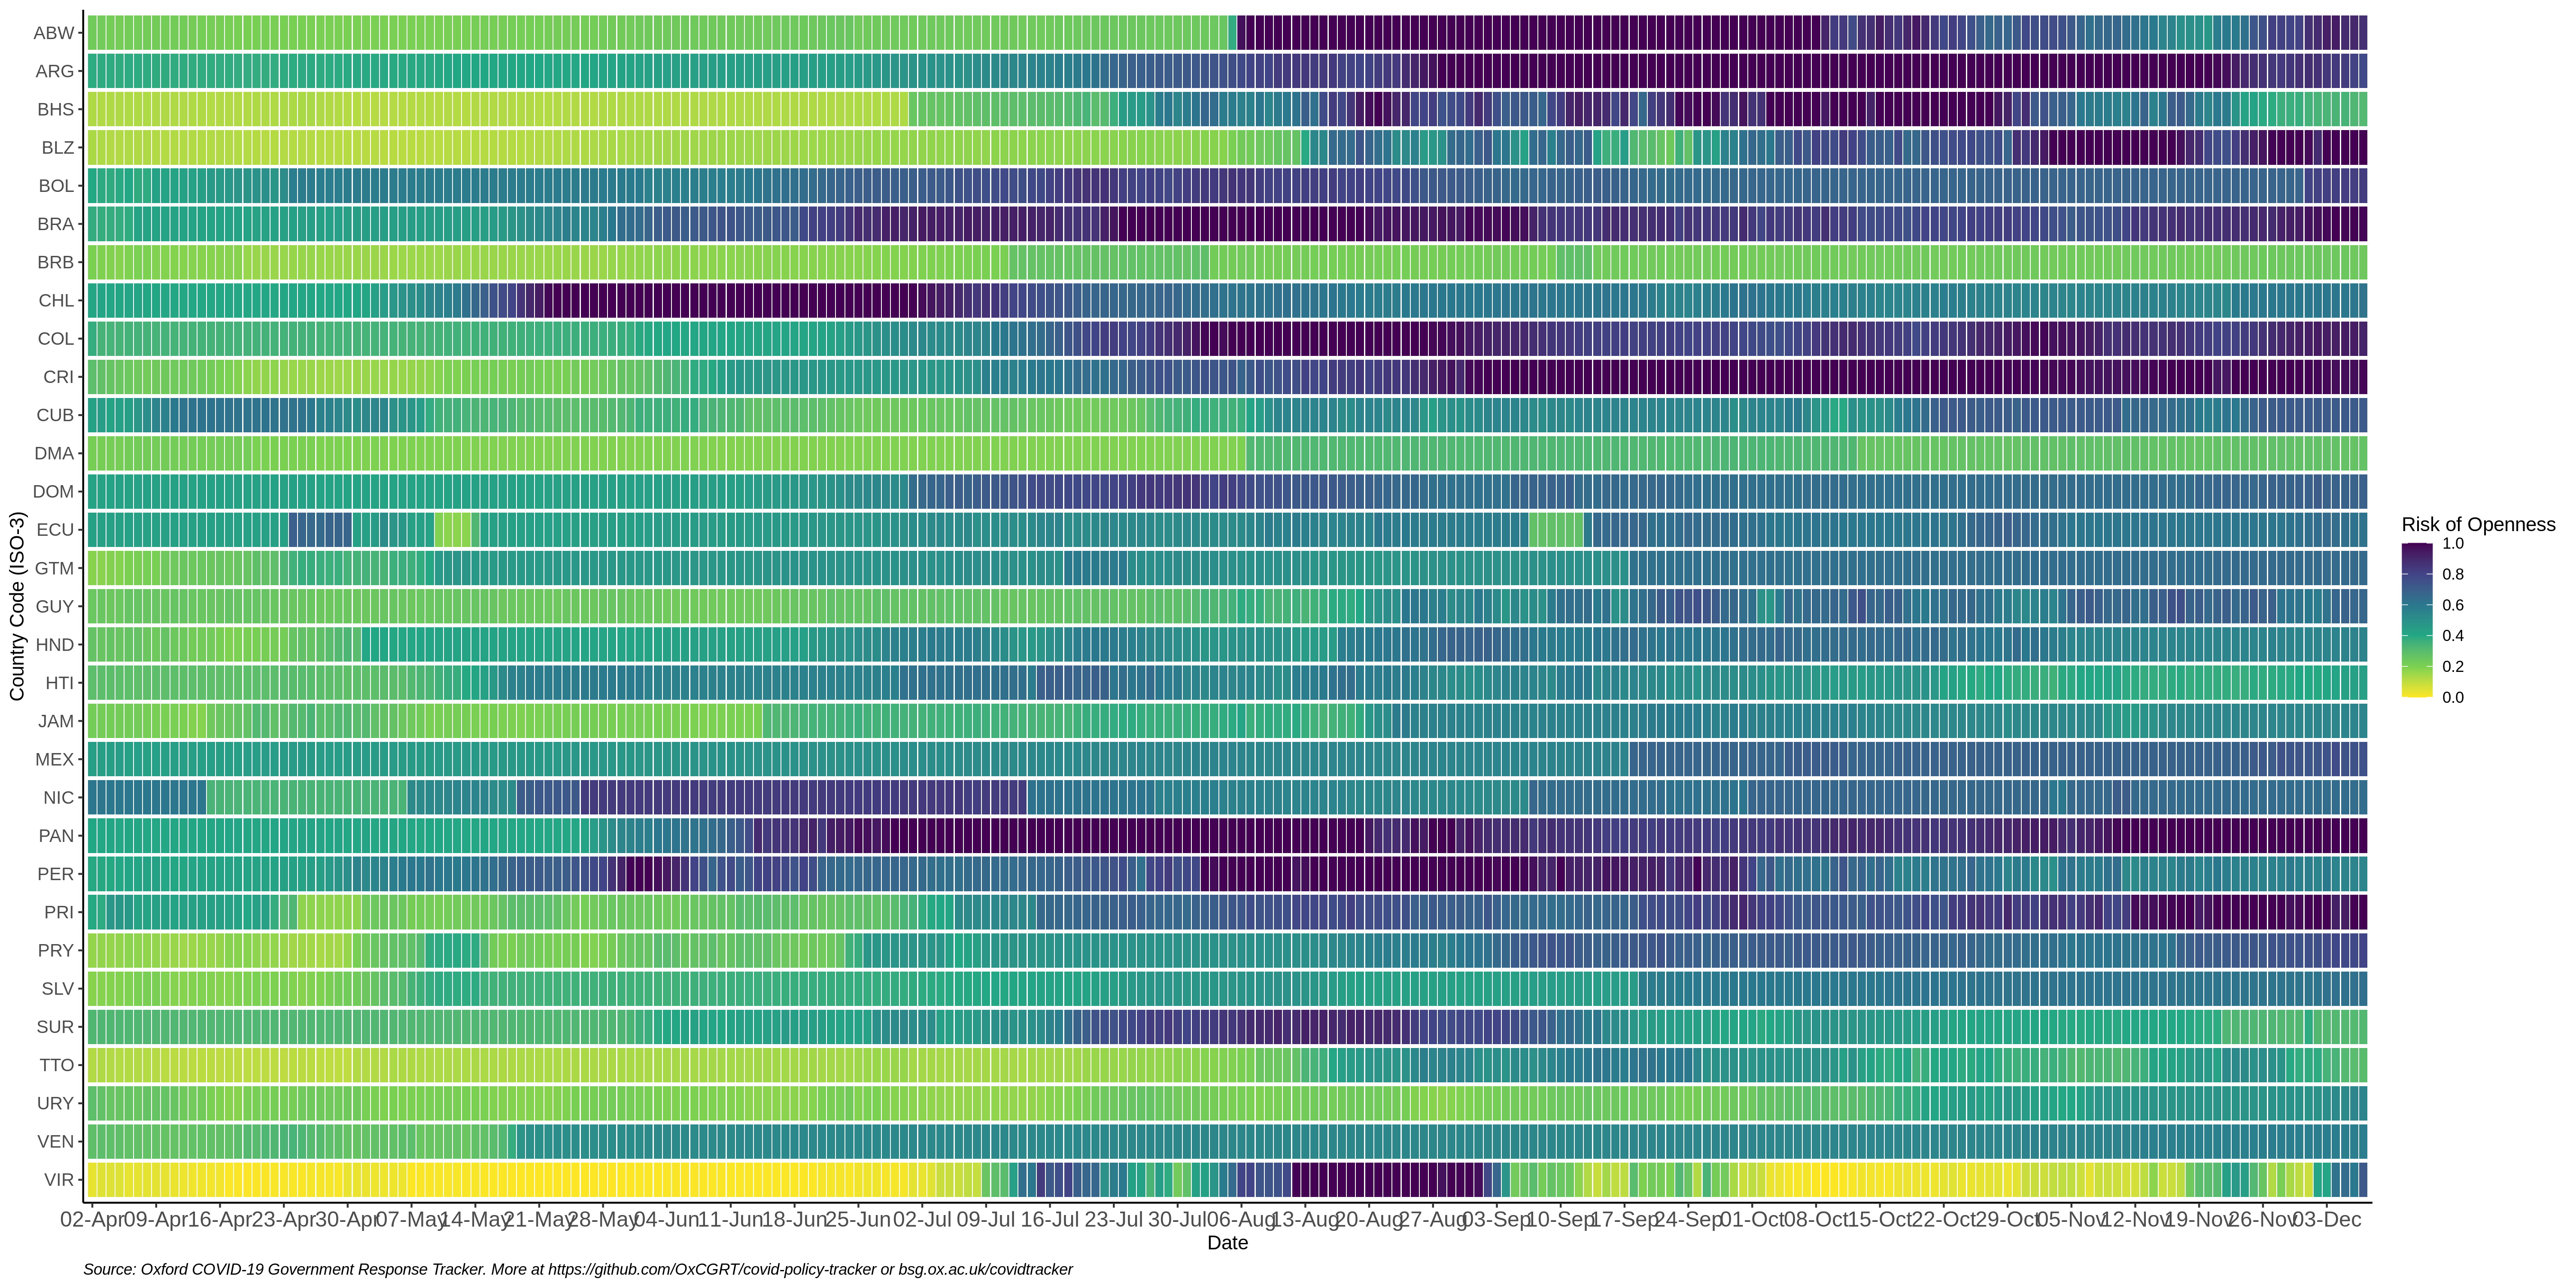 ABW
ARG
BHS
BLZ
BOL
BRA
BRB
CHL
COL
CRI
CUB
DMA
DOM
ECU
GTM
GUY
HND
HTI
JAM
MEX
NIC
PAN
PER
PRI
PRY
SLV
SUR
TTO
URY
VEN
VIR
Country Code (ISO-3)
02-Apr 09-Apr 16-Apr 23-Apr 30-Apr 07-May 14-May 21-May 28-May 04-Jun 11-Jun 18-Jun 25-Jun 02-Jul 09-Jul 16-Jul 23-Jul 30-Jul 06-Aug 13-Aug 20-Aug 27-Aug 03-Sep 10-Sep 17-Sep 24-Sep 01-Oct 08-Oct 15-Oct 22-Oct 29-Oct 05-Nov 12-Nov 19-Nov 26-Nov 03-Dec
Date
Risk of Openness
1.0
0.8
0.6
0.4
0.2
0.0
Source: Oxford COVID-19 Government Response Tracker. More at https://github.com/OxCGRT/covid-policy-tracker or bsg.ox.ac.uk/covidtracker